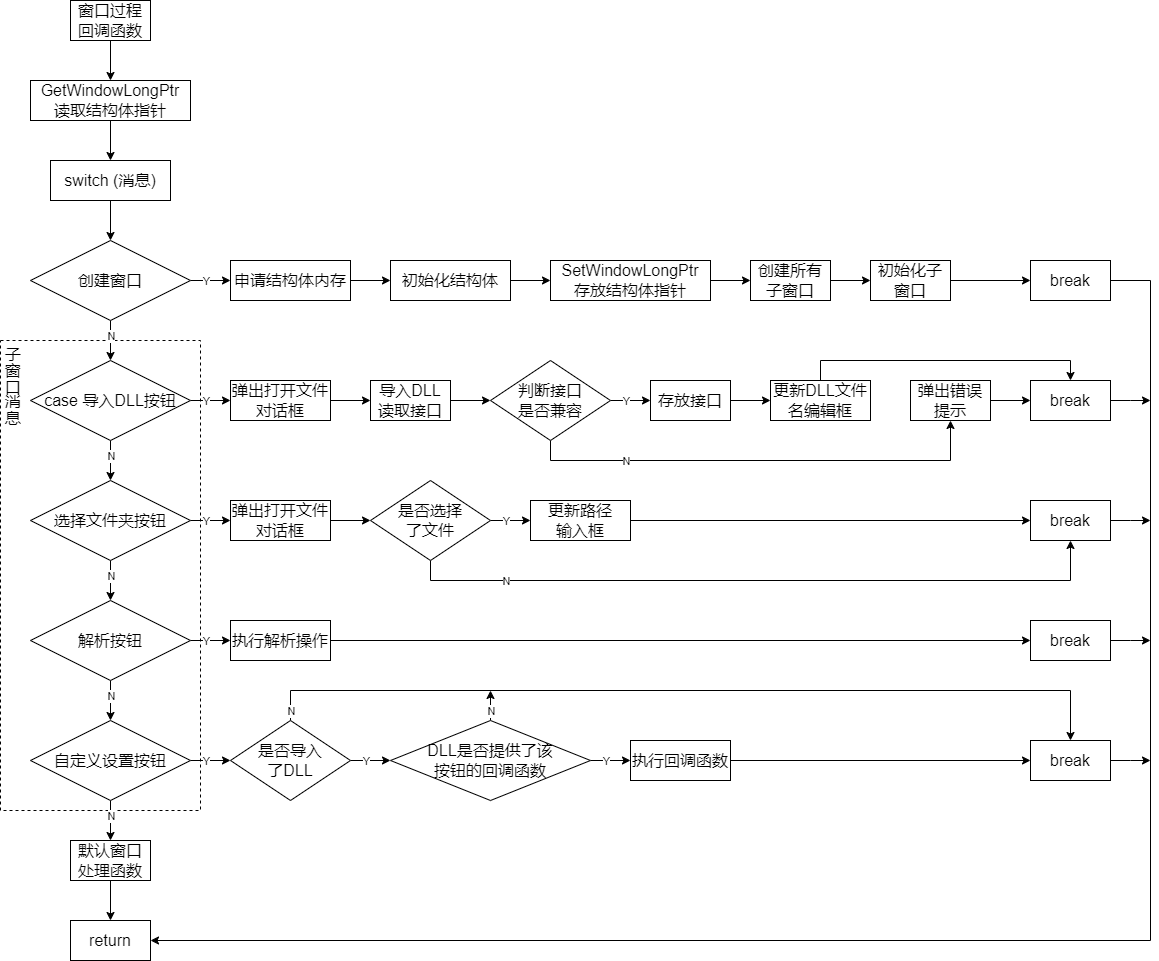 窗口过程
回调函数
GetWindowLongPtr
读取结构体指针
switch (消息)
创建窗口
Y
申请结构体内存
初始化结构体
SetWindowLongPtr
存放结构体指针
创建所有
子窗口
初始化子
窗口
break
N
子窗口消息
case 导入DLL按钮
Y
弹出打开文件
对话框
导入DLL
读取接口
判断接口
是否兼容
Y
存放接口
更新DLL文件
名编辑框
弹出错误
提示
break
N
N
选择文件夹按钮
Y
弹出打开文件
对话框
是否选择
了文件
Y
更新路径
输入框
break
N
N
解析按钮
Y
执行解析操作
break
N
N
N
自定义设置按钮
Y
是否导入
了DLL
Y
DLL是否提供了该
按钮的回调函数
Y
执行回调函数
break
N
默认窗口
处理函数
return